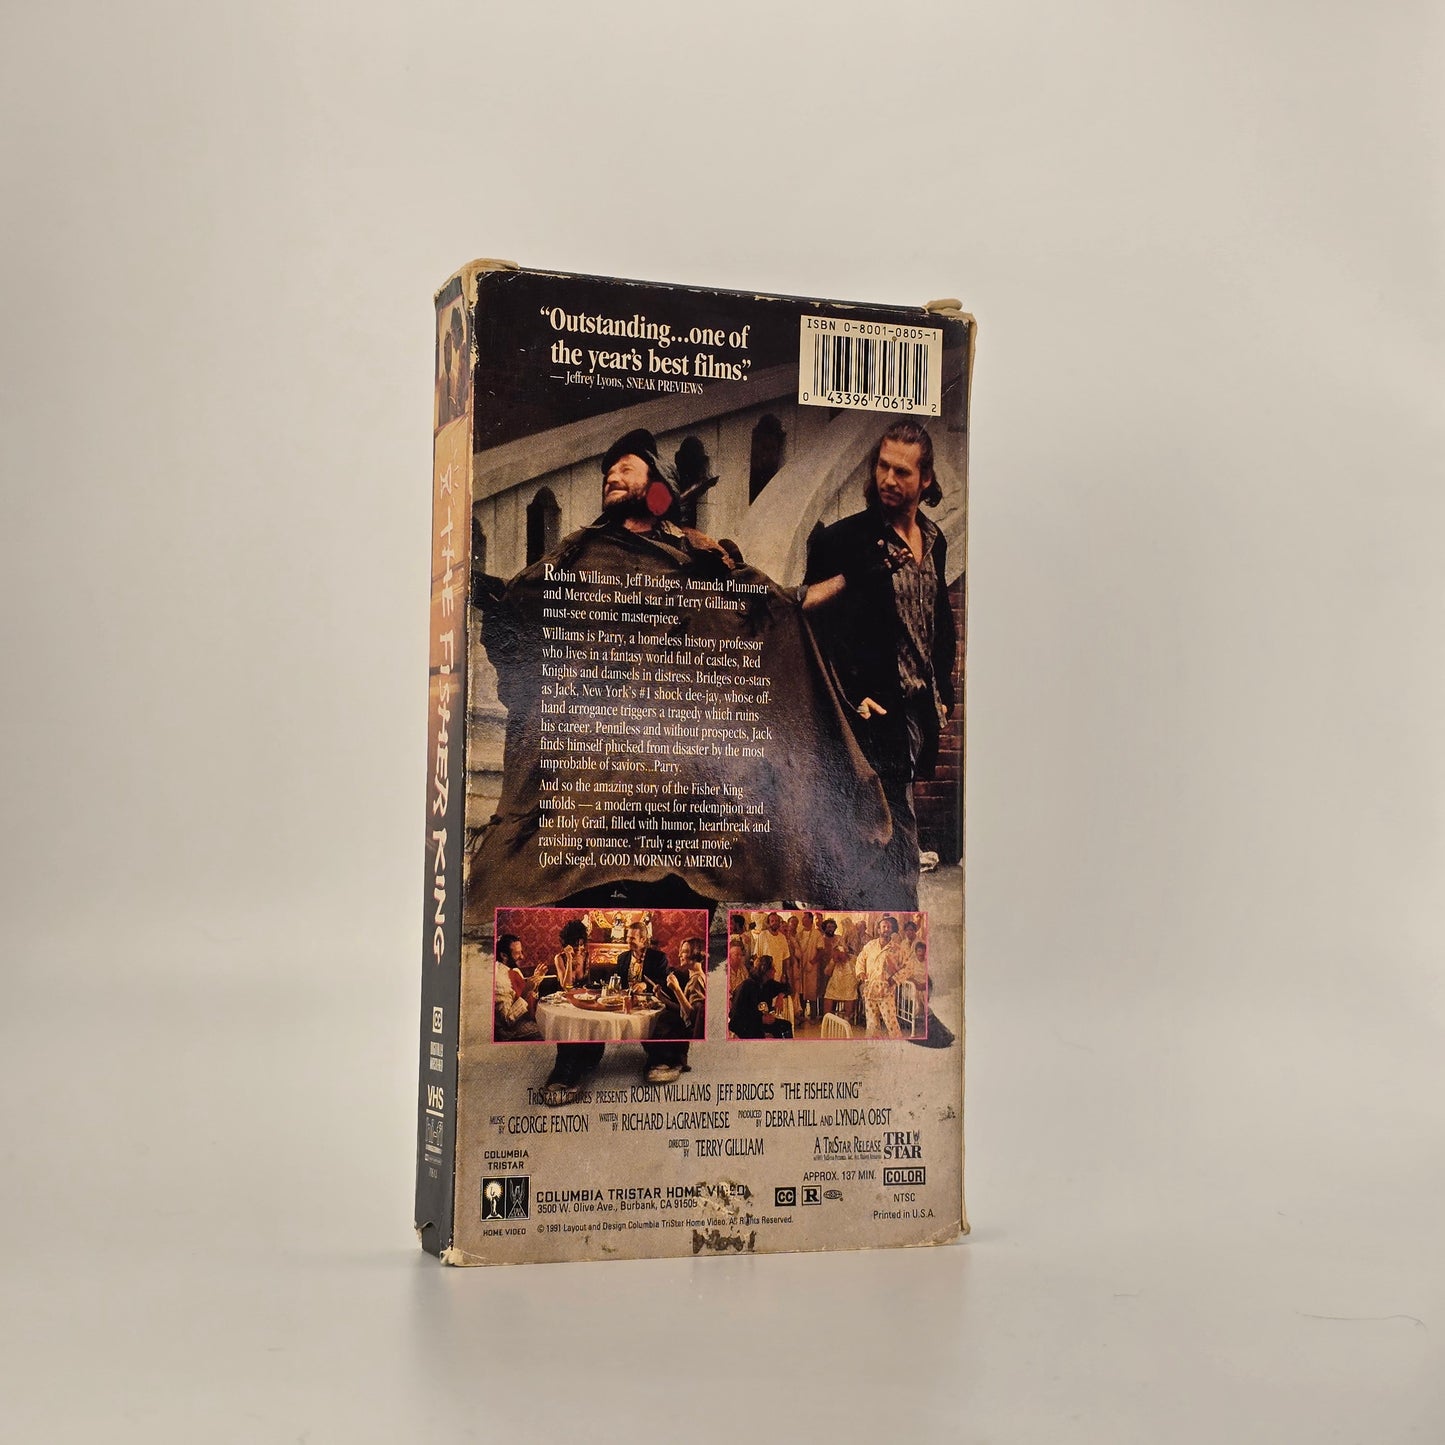 "Outstanding...one of
the year's best films."
— Jeffrey Lyons, SNEAK PREVIEWS
ISBN 0-8001-0805-1
0 43396 70613 2
Robin Williams, Jeff Bridges, Amanda Plummer
and Mercedes Ruehl star in Terry Gilliam's
must-see comic masterpiece.
Williams is Parry, a homeless history professor
who lives in a fantasy world full of castles, Red
Knights and damsels in distress. Bridges co-stars
as Jack, New York's #1 shock dee-jay, whose off-
hand arrogance triggers a tragedy which ruins
his career. Penniless and without prospects, Jack
finds himself plucked from disaster by the most
improbable of saviors...Parry.
And so the amazing story of the Fisher King
unfolds — a modern quest for redemption and
the Holy Grail, filled with humor, heartbreak and
ravishing romance. "Truly a great movie."
(Joel Siegel, GOOD MORNING AMERICA)
TRISTAR PICTURES PRESENTS ROBIN WILLIAMS JEFF BRIDGES "THE FISHER KING"
MUSIC BY GEORGE FENTON WRITTEN BY RICHARD LAGRAVENESE PRODUCED BY DEBRA HILL AND LYNDA OBST
DIRECTED BY TERRY GILLIAM
A TRISTAR RELEASE
TRI STAR
COLUMBIA
TRISTAR
HOME VIDEO
APPROX. 137 MIN.
COLOR
COLUMBIA TRISTAR HOME VIDEO
3500 W. Olive Ave., Burbank, CA 91505
CC R
NTSC
© 1991 Layout and Design Columbia TriStar Home Video. All Rights Reserved.
Printed in U.S.A.
THE FISHER KING
CC
VHS